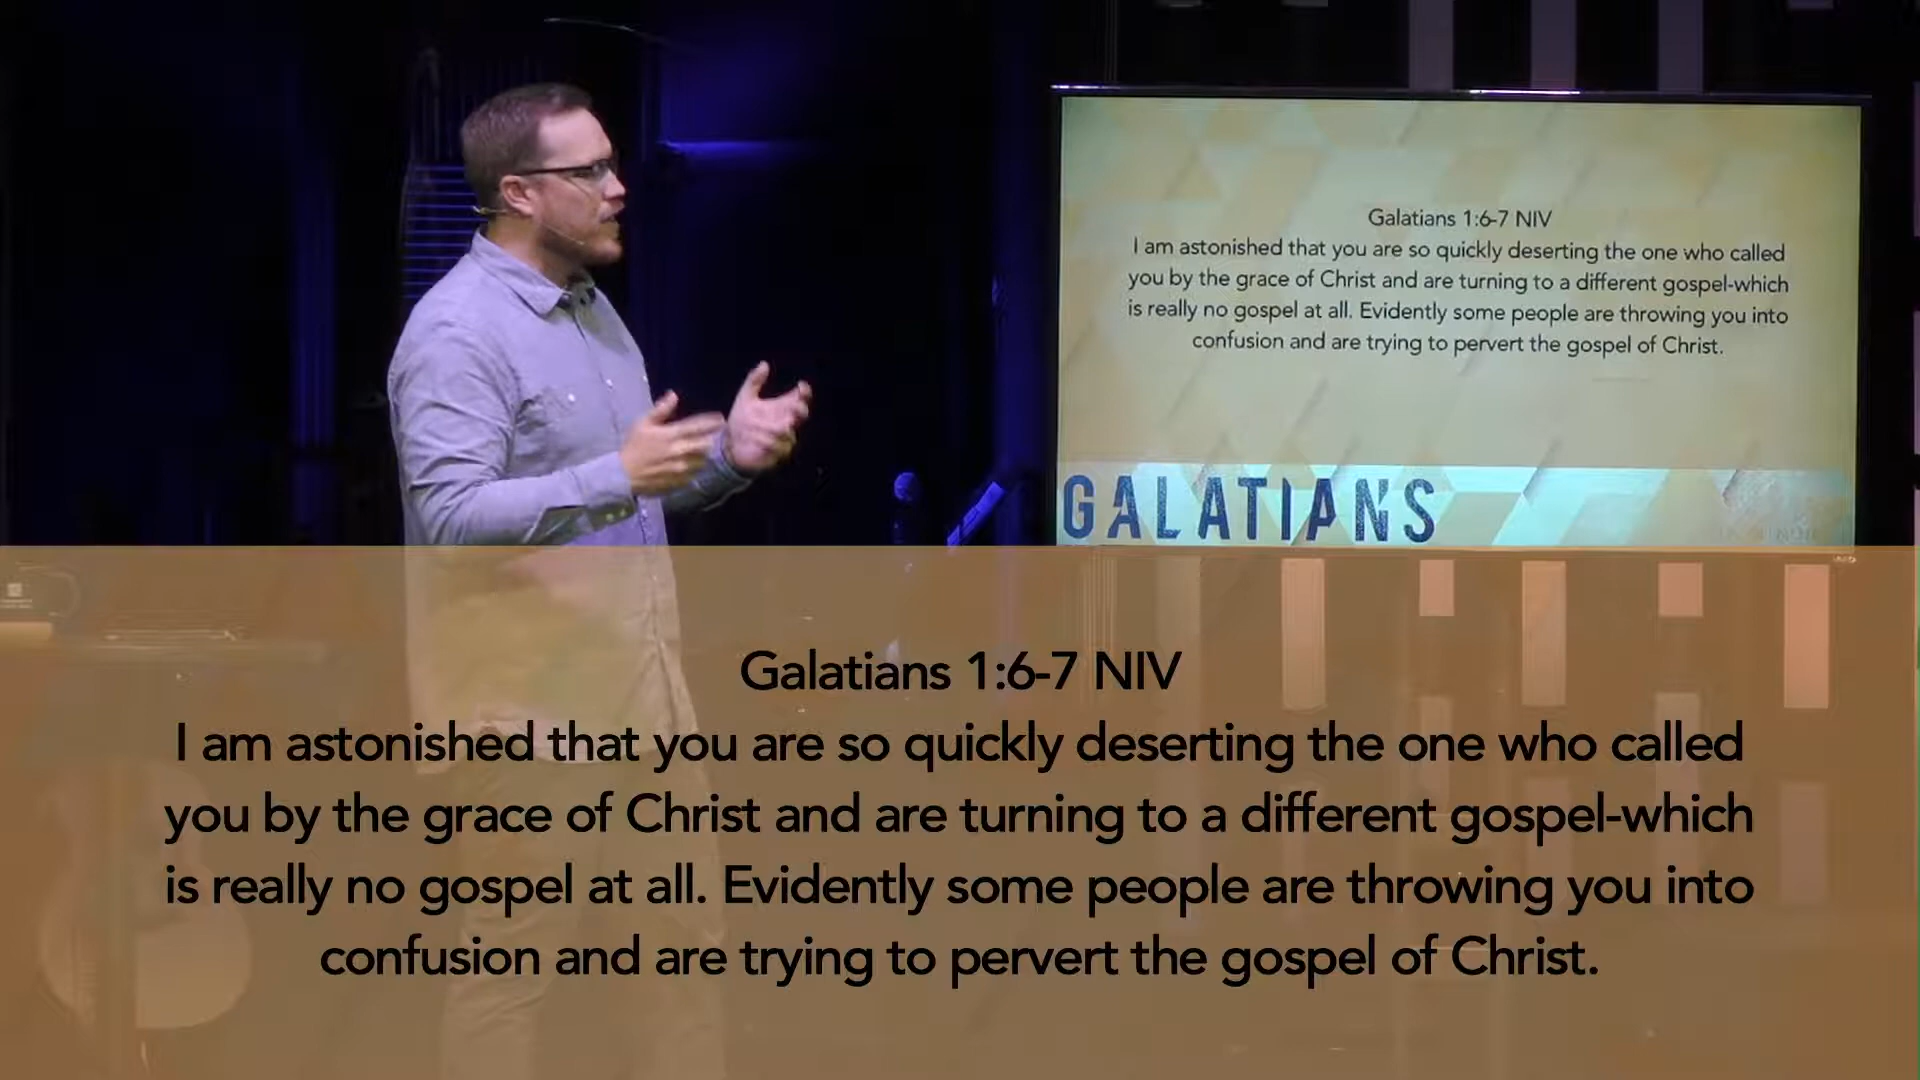 Galatians 1:6-7 NIV
I am astonished that you are so quickly deserting the one who called
you by the grace of Christ and are turning to a different gospel-which
is really no gospel at all. Evidently some people are throwing you into
confusion and are trying to pervert the gospel of Christ.
GALATIANS
Galatians 1:6-7 NIV
I am astonished that you are so quickly deserting the one who called
you by the grace of Christ and are turning to a different gospel-which
is really no gospel at all. Evidently some people are throwing you into
confusion and are trying to pervert the gospel of Christ.